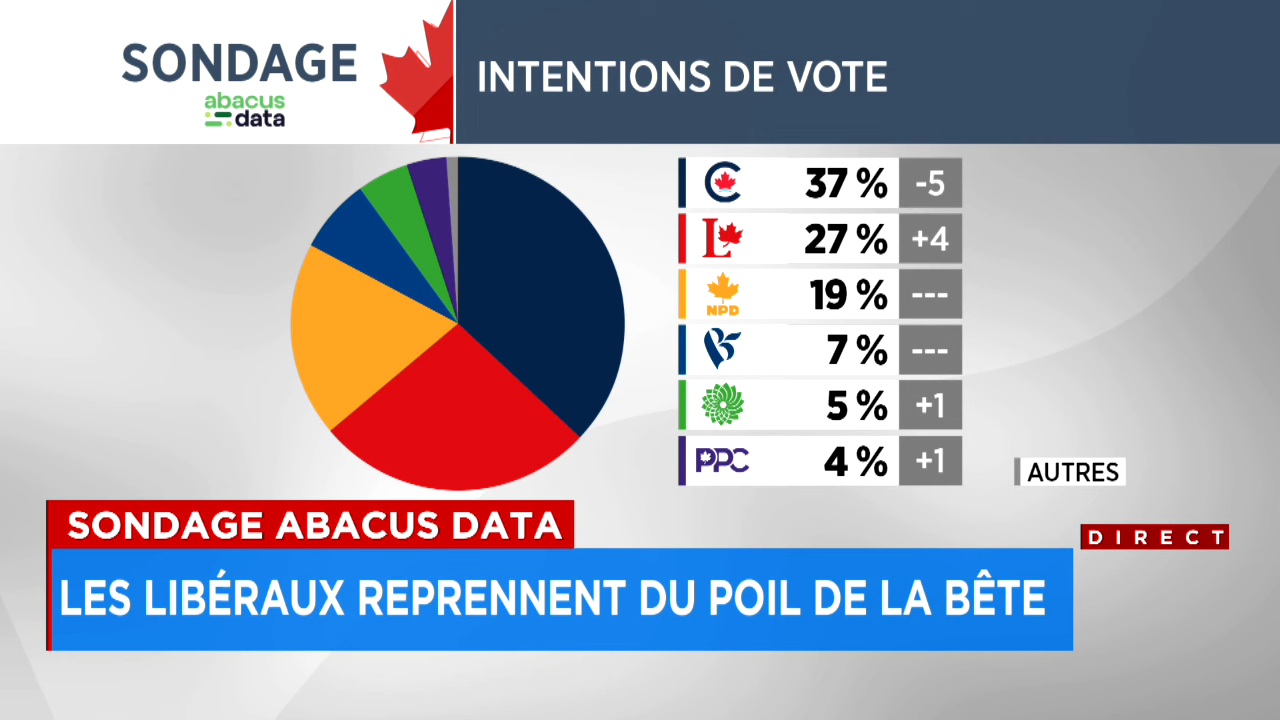 SONDAGE
abacus
data
INTENTIONS DE VOTE
C 37 % -5
L 27 % +4
NPD 19 % ---
7 % ---
5 % +1
PPC 4 % +1
AUTRES
SONDAGE ABACUS DATA
DIRECT
LES LIBÉRAUX REPRENNENT DU POIL DE LA BÊTE